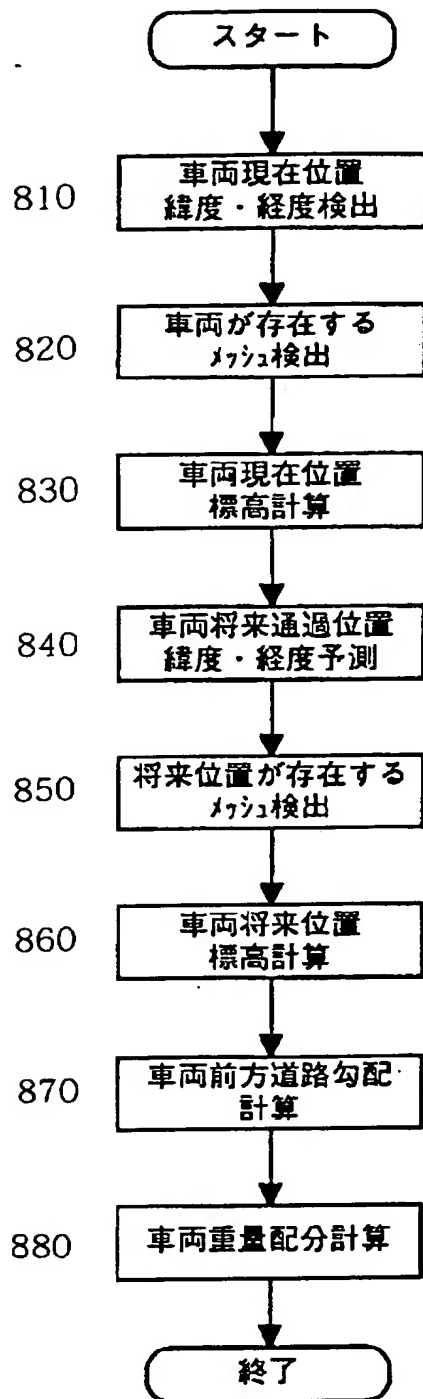 スタート
810
車両現在位置
緯度・経度検出
820
車両が存在する
メッシュ検出
830
車両現在位置
標高計算
840
車両将来通過位置
緯度・経度予測
850
将来位置が存在する
メッシュ検出
860
車両将来位置
標高計算
870
車両前方道路勾配
計算
880
車両重量配分計算
終了